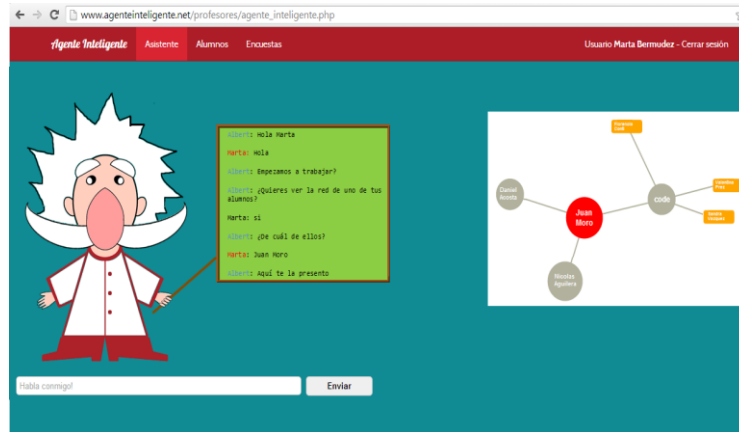 www.agenteinteligente.net/profesores/agente_inteligente.php
Agente Inteligente Asistente Alumnos Encuestas Usuario Marta Bermudez - Cerrar sesión
Albert: Hola Marta
Marta: Hola
Albert: Empezamos a trabajar?
Albert: ¿Quieres ver la red de uno de tus
alumnos?
Marta: si
Albert: ¿De cuál de ellos?
Marta: Juan Moro
Albert: Aquí te la presento
Daniel
Acosta
Juan
Moro
code
Nicolas
Aguilera
Habla conmigo!
Enviar